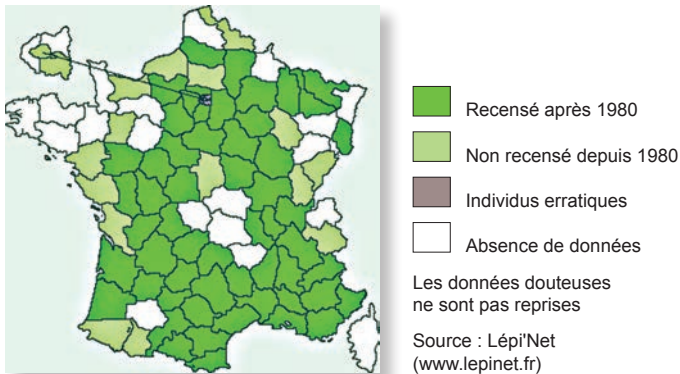 Recensé après 1980
Non recensé depuis 1980
Individus erratiques
Absence de données
Les données douteuses
ne sont pas reprises
Source : Lépi'Net
(www.lepinet.fr)